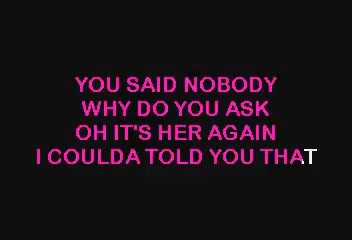 YOU SAID NOBODY
WHY DO YOU ASK
OH IT'S HER AGAIN
I COULDA TOLD YOU THAT